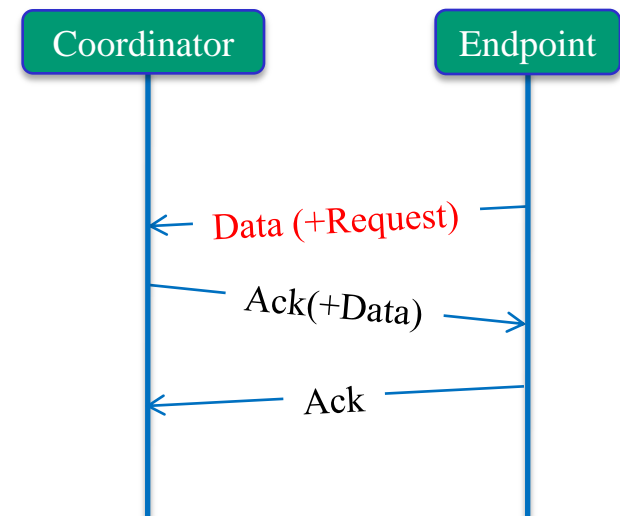 Coordinator
Endpoint
Data (+Request)
Ack(+Data)
Ack